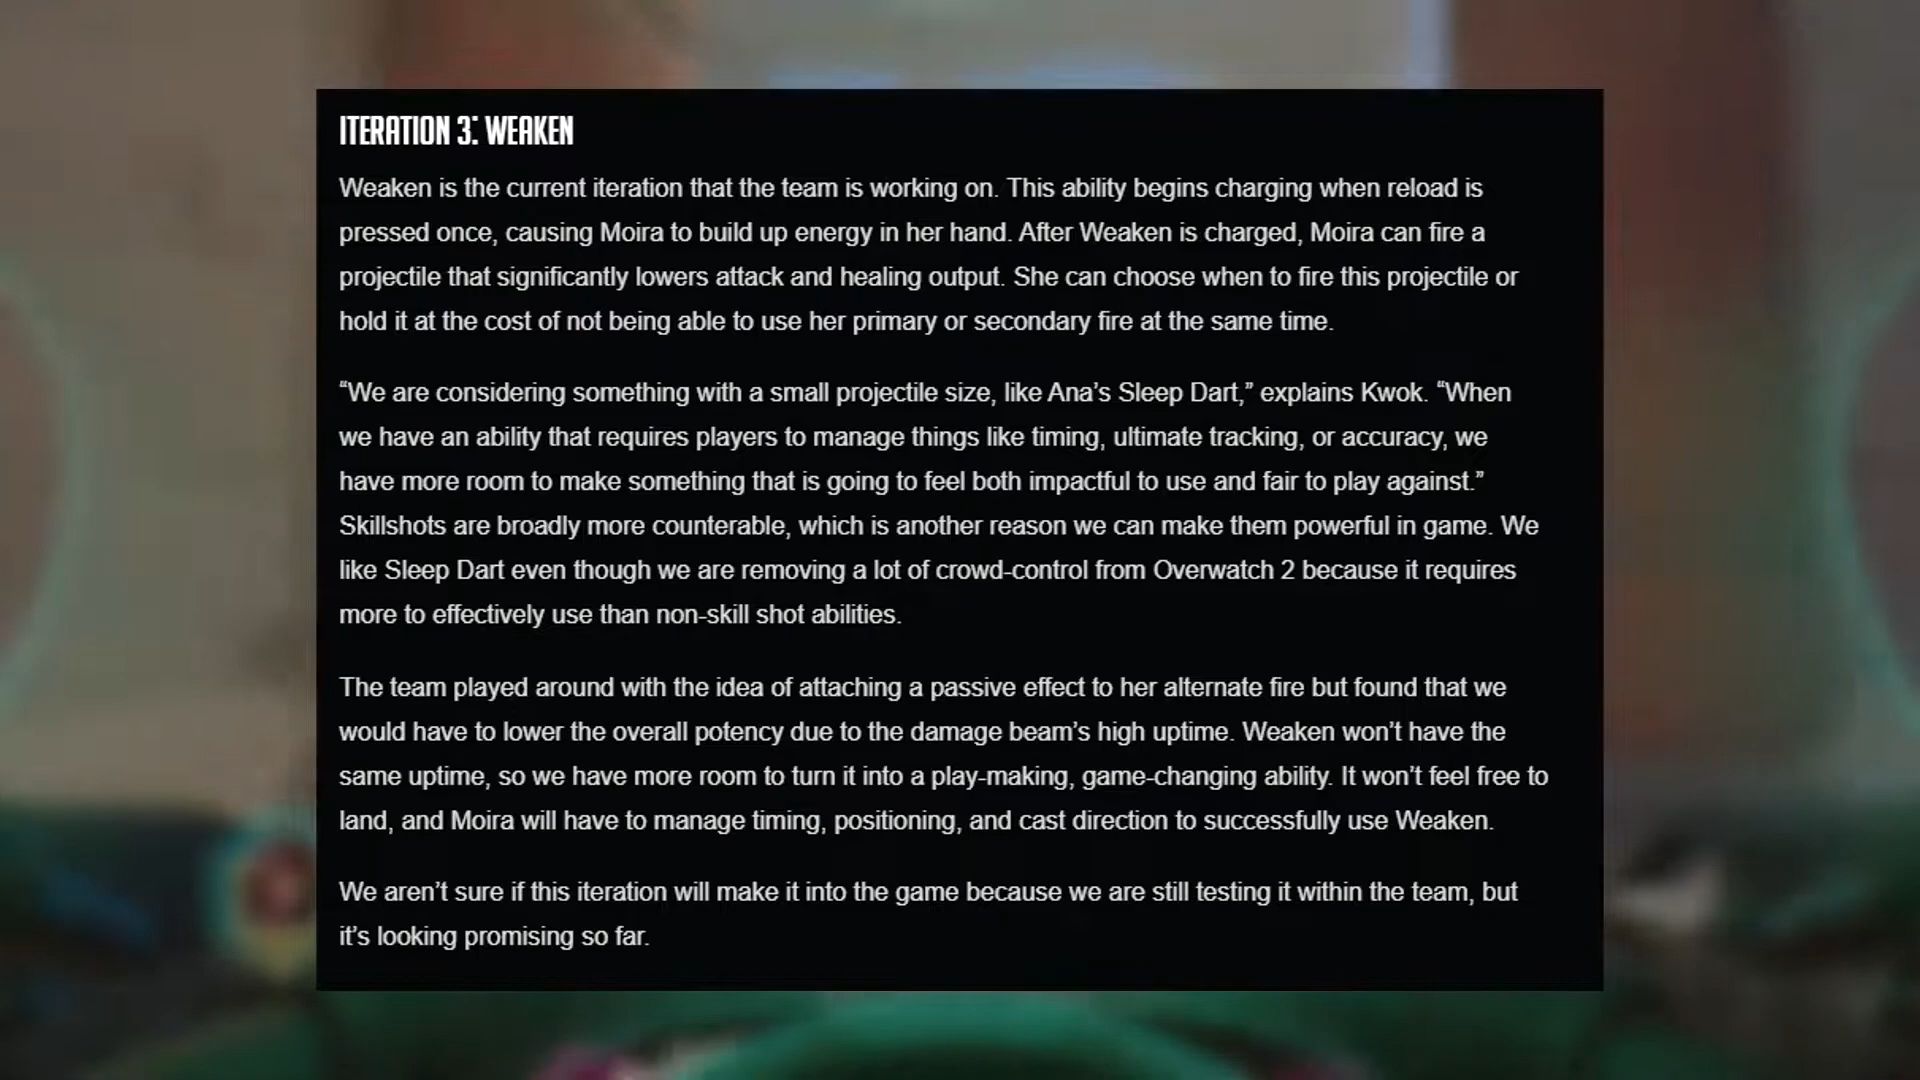 ITERATION 3: WEAKEN
Weaken is the current iteration that the team is working on. This ability begins charging when reload is
pressed once, causing Moira to build up energy in her hand. After Weaken is charged, Moira can fire a
projectile that significantly lowers attack and healing output. She can choose when to fire this projectile or
hold it at the cost of not being able to use her primary or secondary fire at the same time.
“We are considering something with a small projectile size, like Ana’s Sleep Dart,” explains Kwok. “When
we have an ability that requires players to manage things like timing, ultimate tracking, or accuracy, we
have more room to make something that is going to feel both impactful to use and fair to play against.”
Skillshots are broadly more counterable, which is another reason we can make them powerful in game. We
like Sleep Dart even though we are removing a lot of crowd-control from Overwatch 2 because it requires
more to effectively use than non-skill shot abilities.
The team played around with the idea of attaching a passive effect to her alternate fire but found that we
would have to lower the overall potency due to the damage beam’s high uptime. Weaken won’t have the
same uptime, so we have more room to turn it into a play-making, game-changing ability. It won’t feel free to
land, and Moira will have to manage timing, positioning, and cast direction to successfully use Weaken.
We aren’t sure if this iteration will make it into the game because we are still testing it within the team, but
it’s looking promising so far.